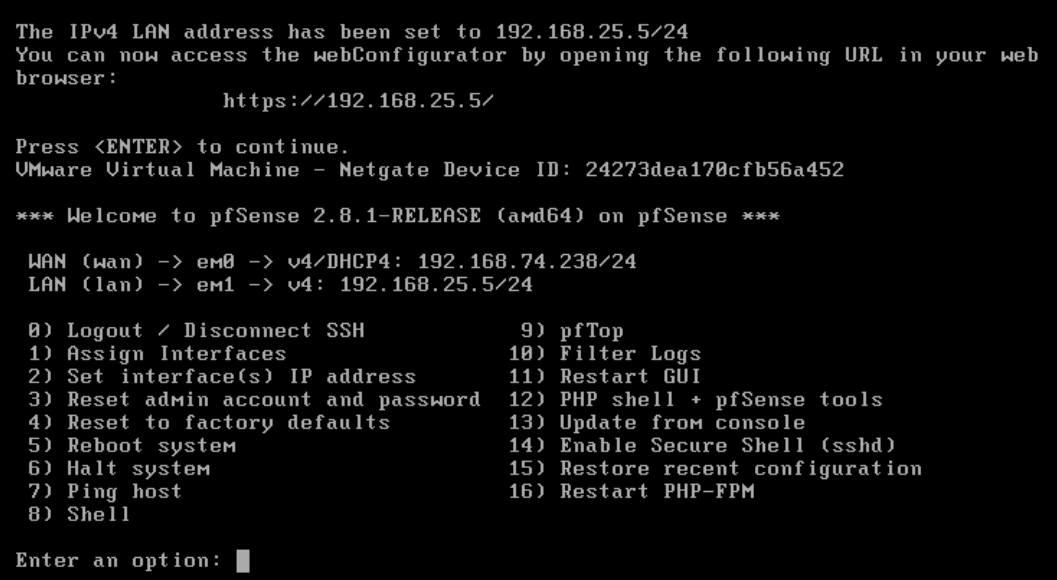 The IPv4 LAN address has been set to 192.168.25.5/24
You can now access the webConfigurator by opening the following URL in your web
browser:
https://192.168.25.5/
Press <ENTER> to continue.
VMware Virtual Machine - Netgate Device ID: 24273dea170cfb56a452
*** Welcome to pfSense 2.8.1-RELEASE (amd64) on pfSense ***
WAN (wan) -> em0 -> v4/DHCP4: 192.168.74.238/24
LAN (lan) -> em1 -> v4: 192.168.25.5/24
0) Logout / Disconnect SSH 9) pfTop
1) Assign Interfaces 10) Filter Logs
2) Set interface(s) IP address 11) Restart GUI
3) Reset admin account and password 12) PHP shell + pfSense tools
4) Reset to factory defaults 13) Update from console
5) Reboot system 14) Enable Secure Shell (sshd)
6) Halt system 15) Restore recent configuration
7) Ping host 16) Restart PHP-FPM
8) Shell
Enter an option: